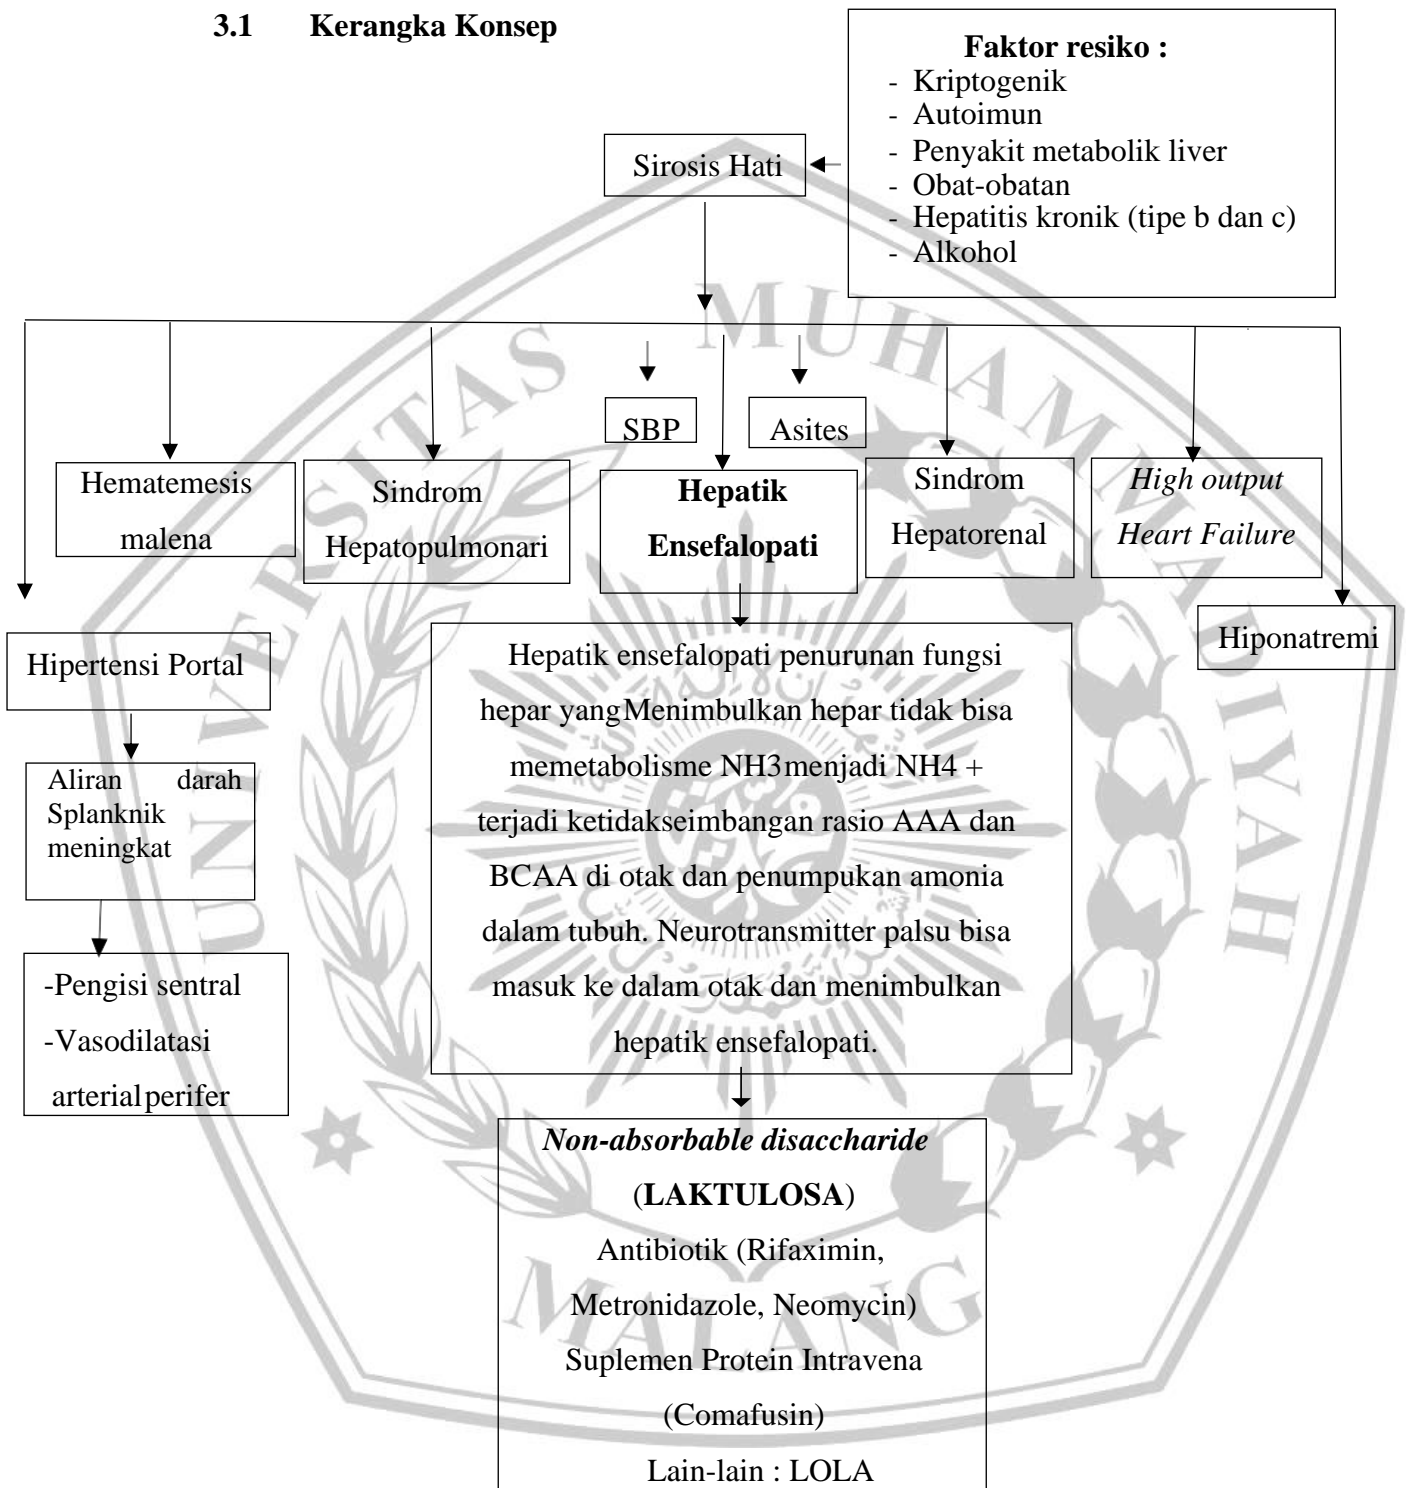 3.1 Kerangka Konsep
Faktor resiko :
- Kriptogenik
- Autoimun
- Penyakit metabolik liver
- Obat-obatan
- Hepatitis kronik (tipe b dan c)
- Alkohol
Sirosis Hati
SBP
Asites
Hematemesis
malena
Sindrom
Hepatopulmonari
Hepatik
Ensefalopati
Sindrom
Hepatorenal
High output
Heart Failure
Hiponatremi
Hipertensi Portal
Aliran darah
Splanknik
meningkat
-Pengisi sentral
-Vasodilatasi
arterial perifer
Hepatik ensefalopati penurunan fungsi
hepar yangMenimbulkan hepar tidak bisa
memetabolisme NH3menjadi NH4 +
terjadi ketidakseimbangan rasio AAA dan
BCAA di otak dan penumpukan amonia
dalam tubuh. Neurotransmitter palsu bisa
masuk ke dalam otak dan menimbulkan
hepatik ensefalopati.
Non-absorbable disaccharide
(LAKTULOSA)
Antibiotik (Rifaximin,
Metronidazole, Neomycin)
Suplemen Protein Intravena
(Comafusin)
Lain-lain : LOLA
UNIVERSITAS MUHAMMADIYAH
MALANG